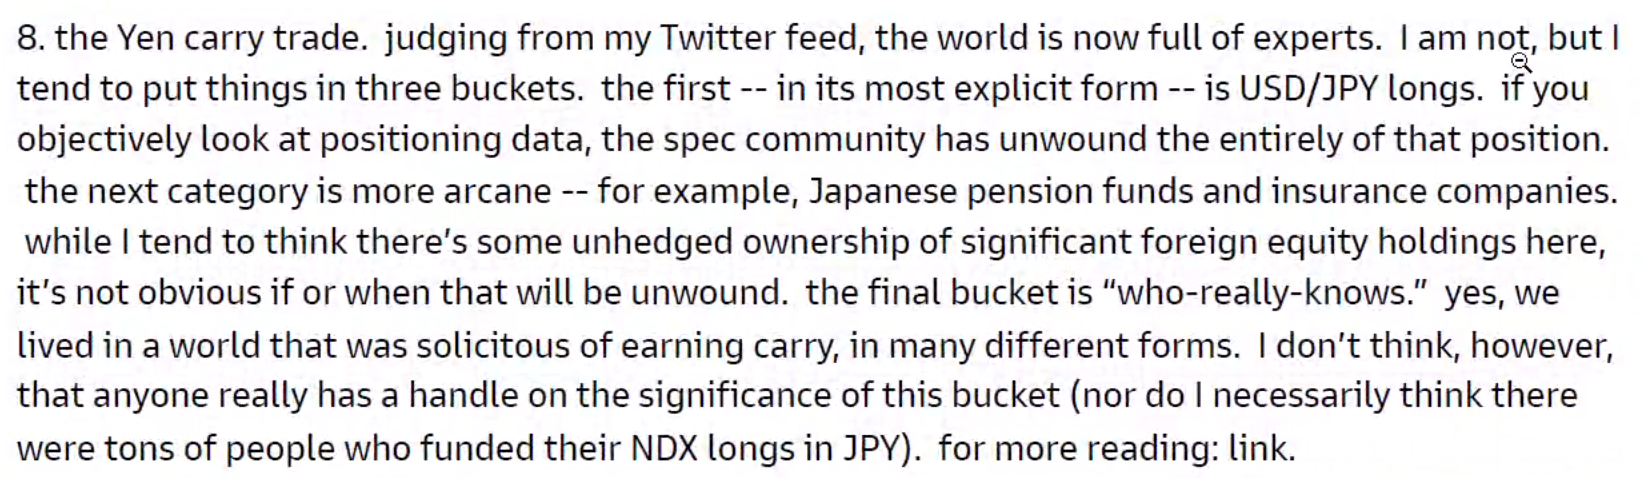 8. the Yen carry trade.  judging from my Twitter feed, the world is now full of experts.  I am not, but I
tend to put things in three buckets.  the first -- in its most explicit form -- is USD/JPY longs.  if you
objectively look at positioning data, the spec community has unwound the entirely of that position.
the next category is more arcane -- for example, Japanese pension funds and insurance companies.
while I tend to think there's some unhedged ownership of significant foreign equity holdings here,
it's not obvious if or when that will be unwound.  the final bucket is “who-really-knows.”  yes, we
lived in a world that was solicitous of earning carry, in many different forms.  I don't think, however,
that anyone really has a handle on the significance of this bucket (nor do I necessarily think there
were tons of people who funded their NDX longs in JPY).  for more reading: link.